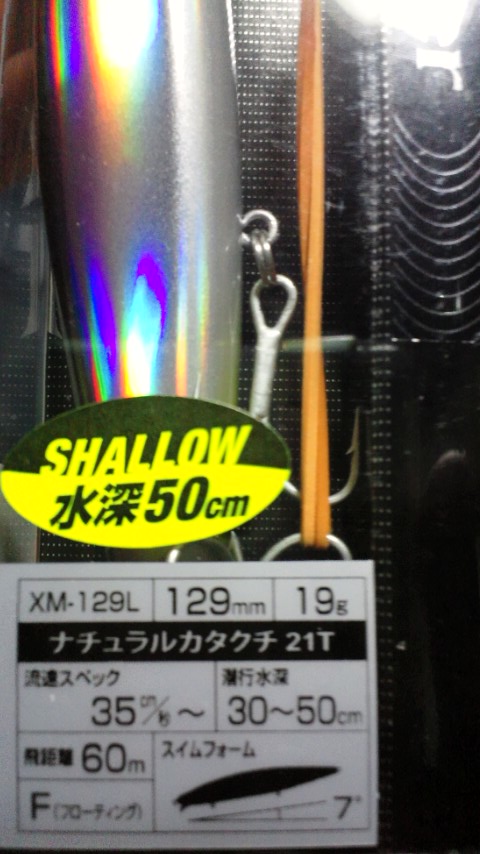 SHALLOW
水深50cm
XM-129L 129mm 19g
ナチュラルカタクチ 21T
流速スペック 潜行水深
35cm/秒～ 30～50cm
飛距離 60m スイムフォーム
F(フローティング) 7°